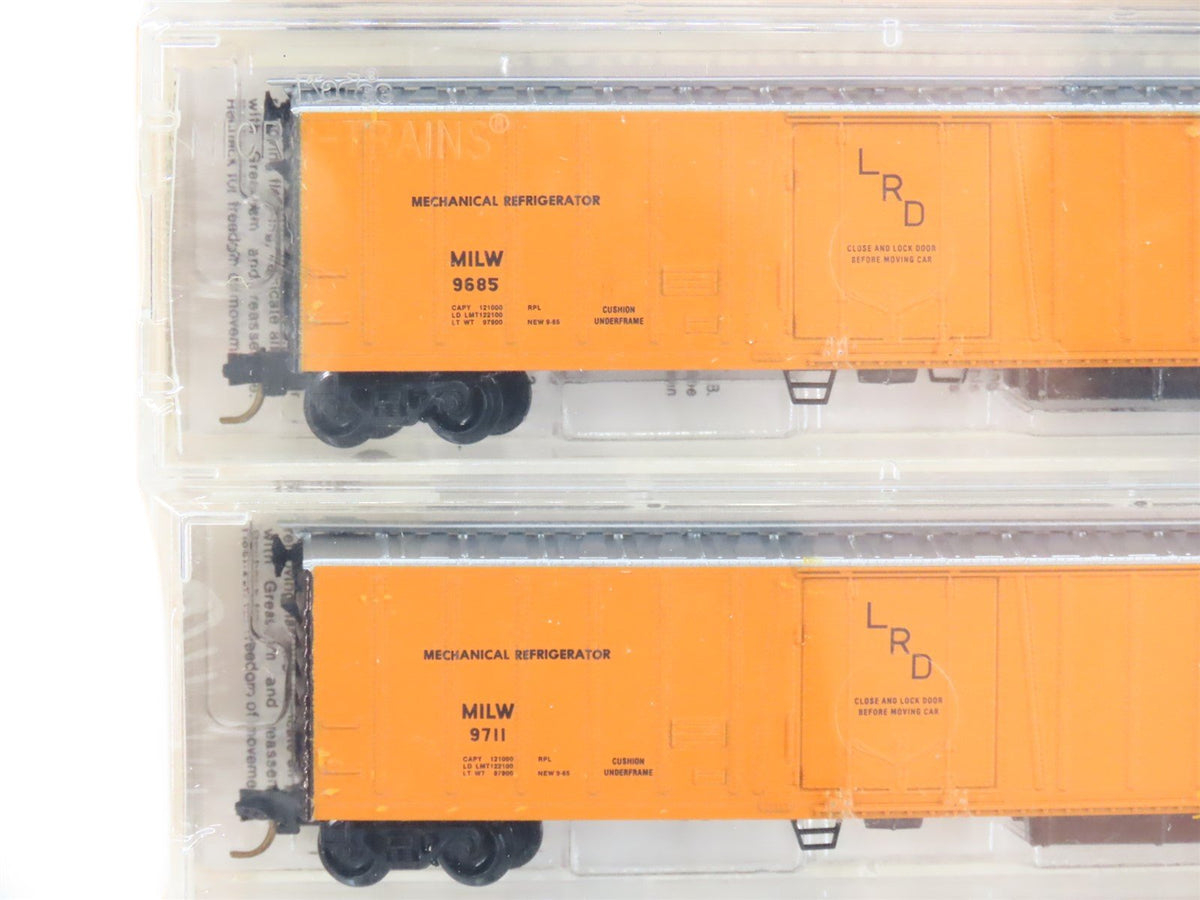 Kadee®
-TRAINS®
MECHANICAL REFRIGERATOR
MILW
9685
CAPY 121000 RPL
LD LMT122100
LT WT 97900 NEW 9-65
CUSHION
UNDERFRAME
LRD
CLOSE AND LOCK DOOR
BEFORE MOVING CAR
MECHANICAL REFRIGERATOR
MILW
9711
CAPY 121000 RPL
LD LMT122100
LT WT 97900 NEW 9-65
CUSHION
UNDERFRAME
LRD
CLOSE AND LOCK DOOR
BEFORE MOVING CAR